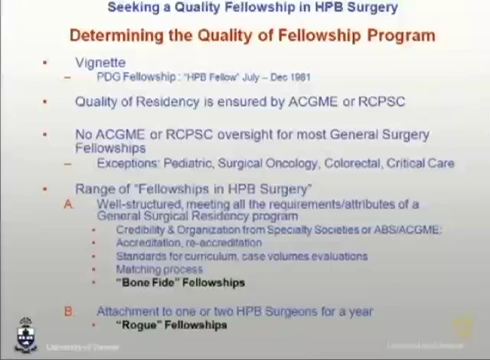 Seeking a Quality Fellowship in HPB Surgery
Determining the Quality of Fellowship Program
• Vignette
– PDG Fellowship: "HPB Fellow" July – Dec 1981
• Quality of Residency is ensured by ACGME or RCPSC
• No ACGME or RCPSC oversight for most General Surgery
Fellowships
– Exceptions: Pediatric, Surgical Oncology, Colorectal, Critical Care
• Range of "Fellowships in HPB Surgery"
A. Well-structured, meeting all the requirements/attributes of a
General Surgical Residency program
• Credibility & Organization from Specialty Societies or ABS/ACGME:
• Accreditation, re-accreditation
• Standards for curriculum, case volumes evaluations
• Matching process
• "Bone Fide" Fellowships
B. Attachment to one or two HPB Surgeons for a year
• "Rogue" Fellowships
University of